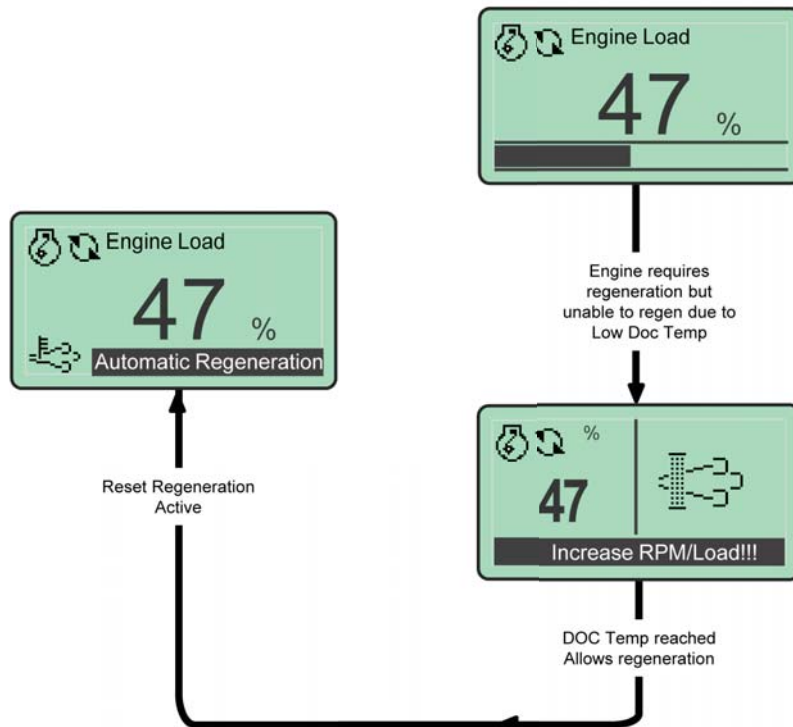 Engine Load
47 %
Engine requires
regeneration but
unable to regen due to
Low Doc Temp
%
47
Increase RPM/Load!!!
DOC Temp reached
Allows regeneration
Reset Regeneration
Active
Engine Load
47 %
Automatic Regeneration